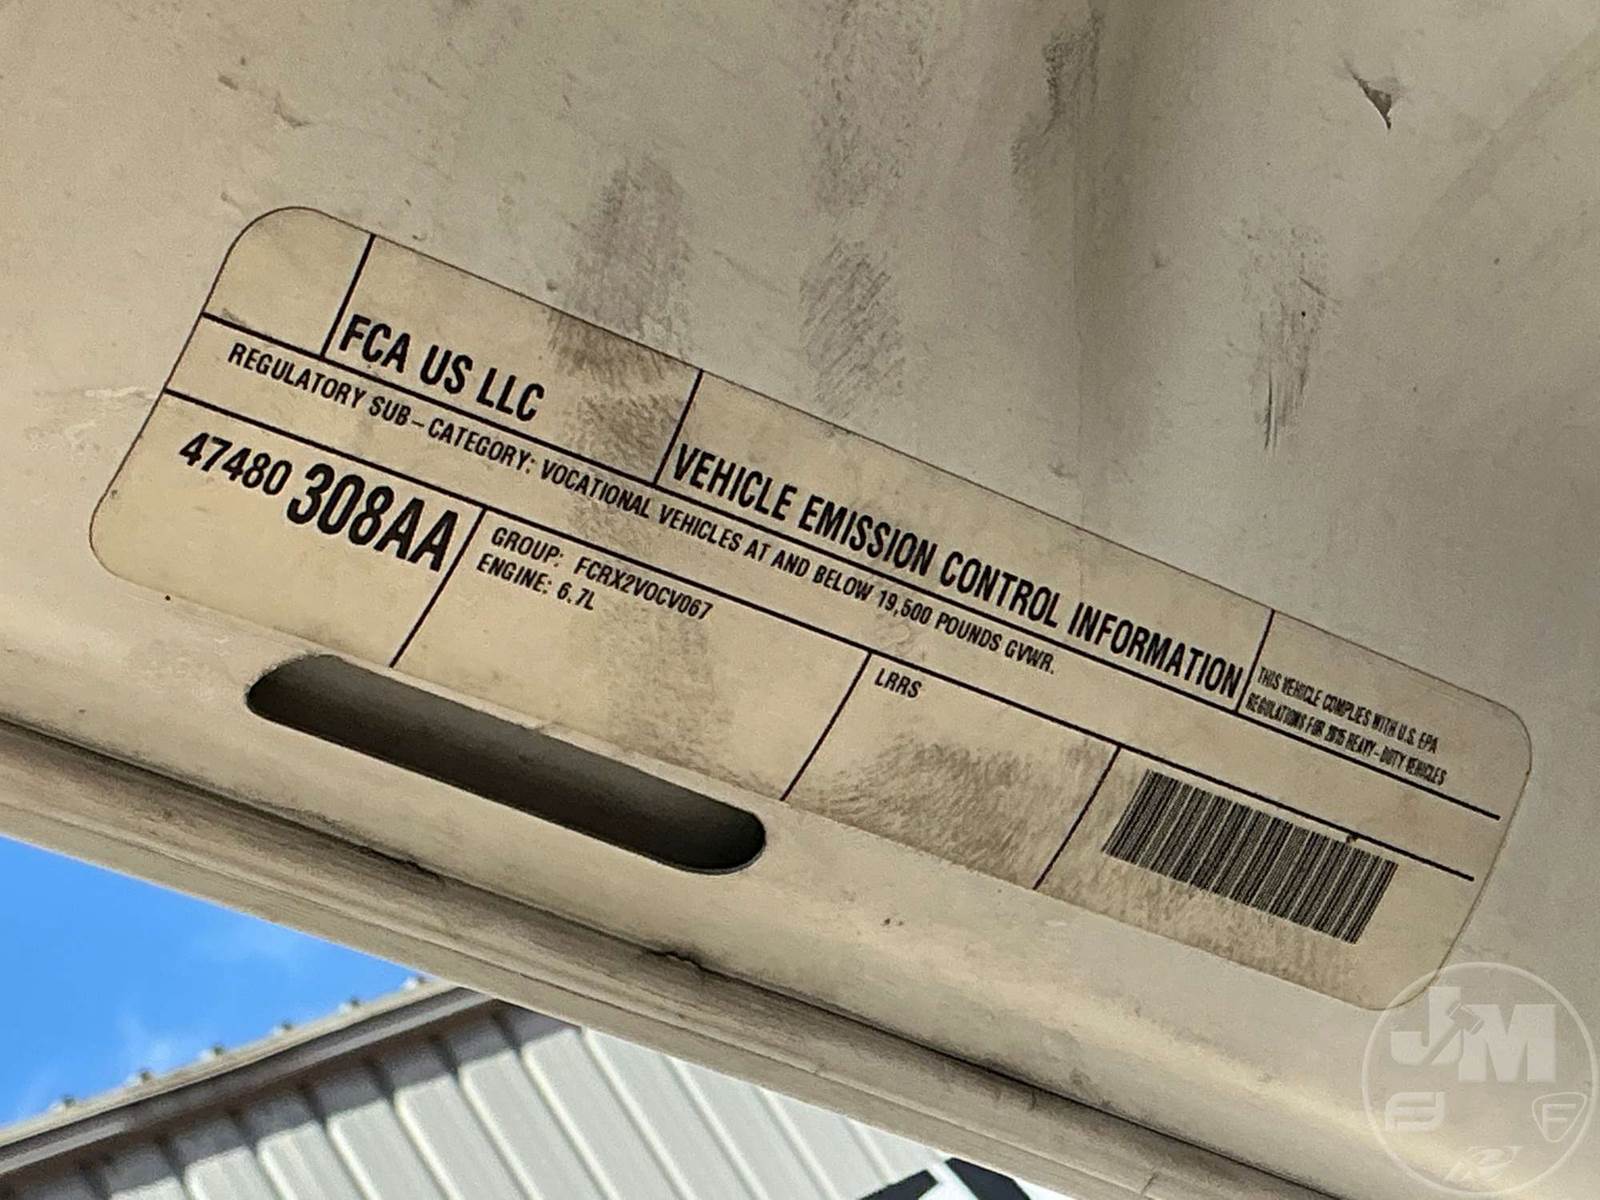 FCA US LLC
VEHICLE EMISSION CONTROL INFORMATION
THIS VEHICLE COMPLIES WITH U.S. EPA
REGULATIONS FOR 2015 HEAVY-DUTY VEHICLES
REGULATORY SUB-CATEGORY: VOCATIONAL VEHICLES AT AND BELOW 19,500 POUNDS GVWR.
47480 308AA
GROUP: FCRX2VOCV067
ENGINE: 6.7L
LRRS
JM